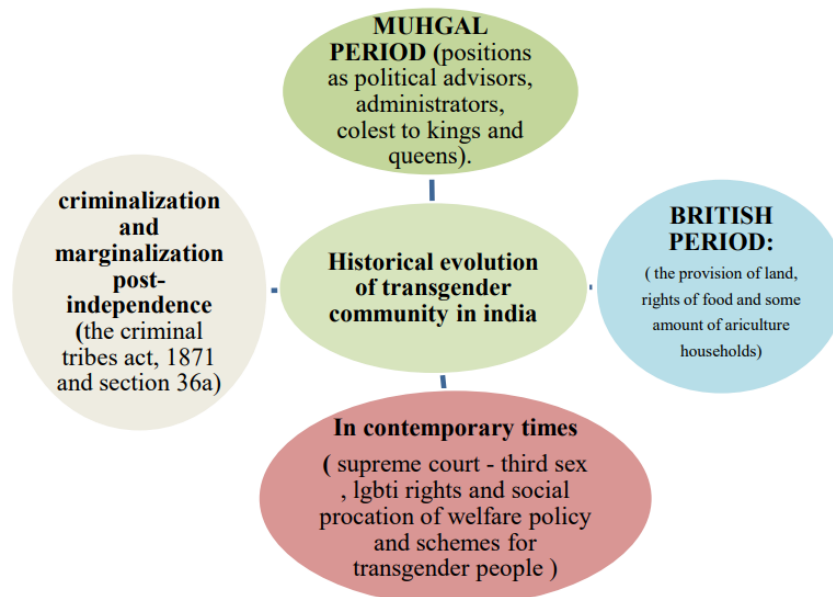 MUHGAL
PERIOD (positions
as political advisors,
administrators,
colest to kings and
queens).
criminalization
and
marginalization
post-
independence
(the criminal
tribes act, 1871
and section 36a)
Historical evolution
of transgender
community in india
BRITISH
PERIOD:
( the provision of land,
rights of food and some
amount of ariculture
households)
In contemporary times
( supreme court - third sex
, lgbti rights and social
procation of welfare policy
and schemes for
transgender people )